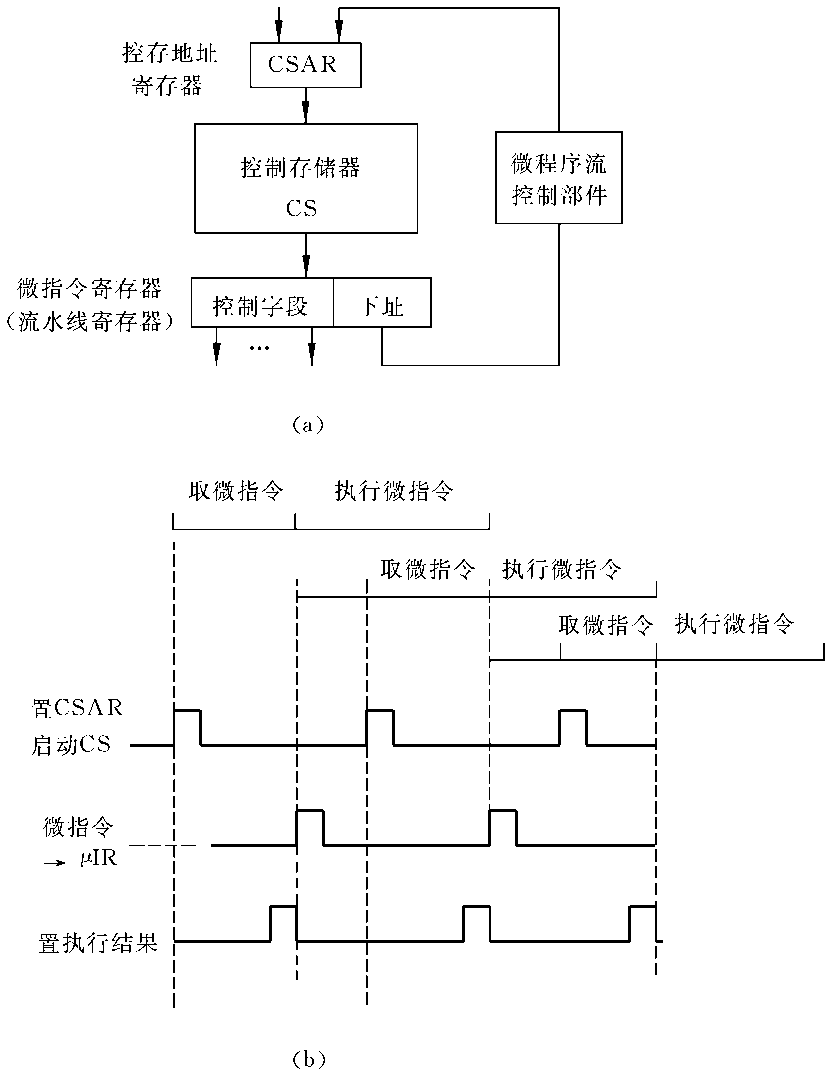 控存地址
寄存器
CSAR
控制存储器
CS
微程序流
控制部件
微指令寄存器
(流水线寄存器)
控制字段
下址
…
(a)
取微指令
执行微指令
取微指令
执行微指令
取微指令
执行微指令
置CSAR
启动CS
微指令
→ μIR
置执行结果
(b)